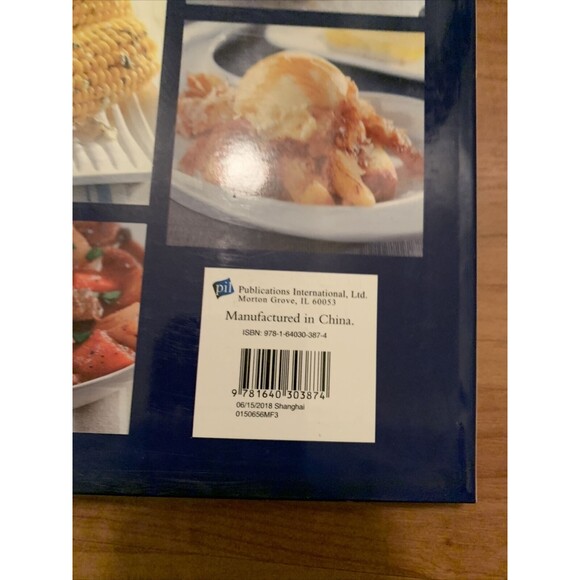 pil Publications International, Ltd.
Morton Grove, IL 60053
Manufactured in China.
ISBN: 978-1-64030-387-4
9 781640 303874
06/15/2018 Shanghai
0150656MF3